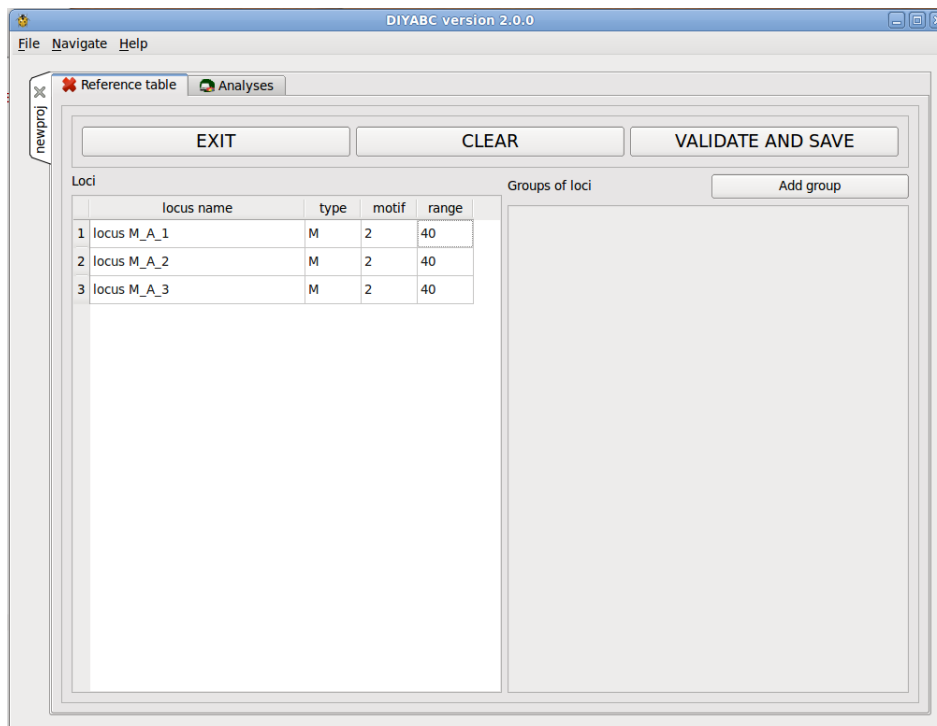 DIYABC version 2.0.0
File Navigate Help
newproj
Reference table Analyses
EXIT CLEAR VALIDATE AND SAVE
Loci Groups of loci Add group
locus name type motif range
1 locus M_A_1 M 2 40
2 locus M_A_2 M 2 40
3 locus M_A_3 M 2 40